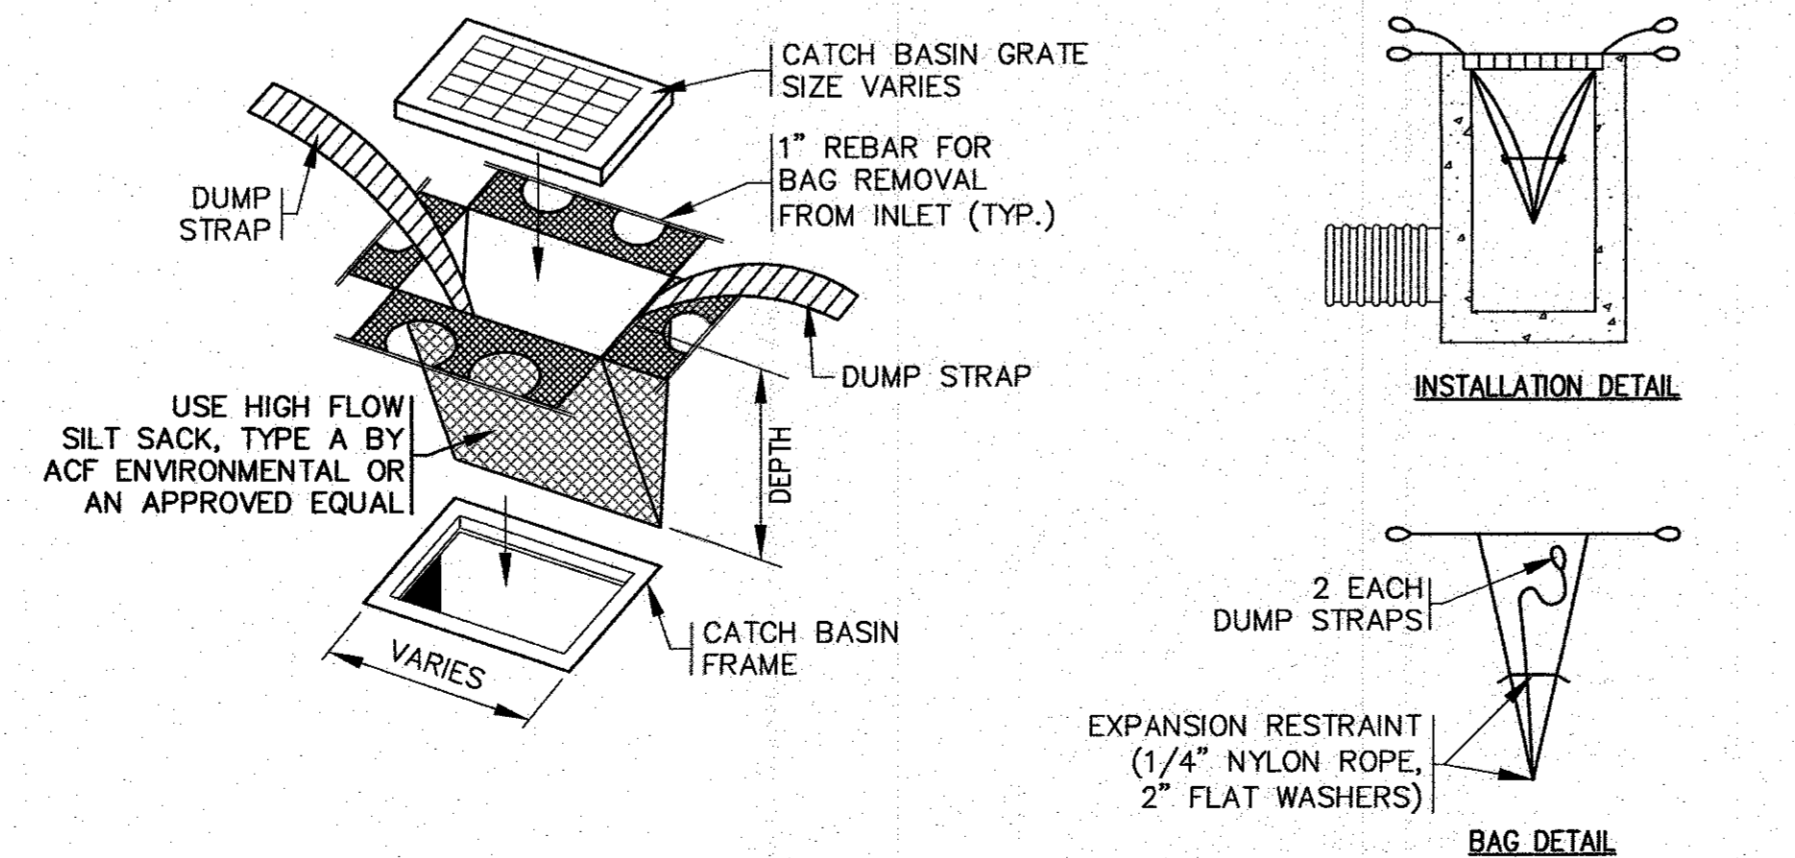 CATCH BASIN GRATE
SIZE VARIES
1" REBAR FOR
BAG REMOVAL
FROM INLET (TYP.)
DUMP
STRAP
DUMP STRAP
USE HIGH FLOW
SILT SACK, TYPE A BY
ACF ENVIRONMENTAL OR
AN APPROVED EQUAL
DEPTH
CATCH BASIN
FRAME
VARIES
INSTALLATION DETAIL
2 EACH
DUMP STRAPS
EXPANSION RESTRAINT
(1/4" NYLON ROPE,
2" FLAT WASHERS)
BAG DETAIL